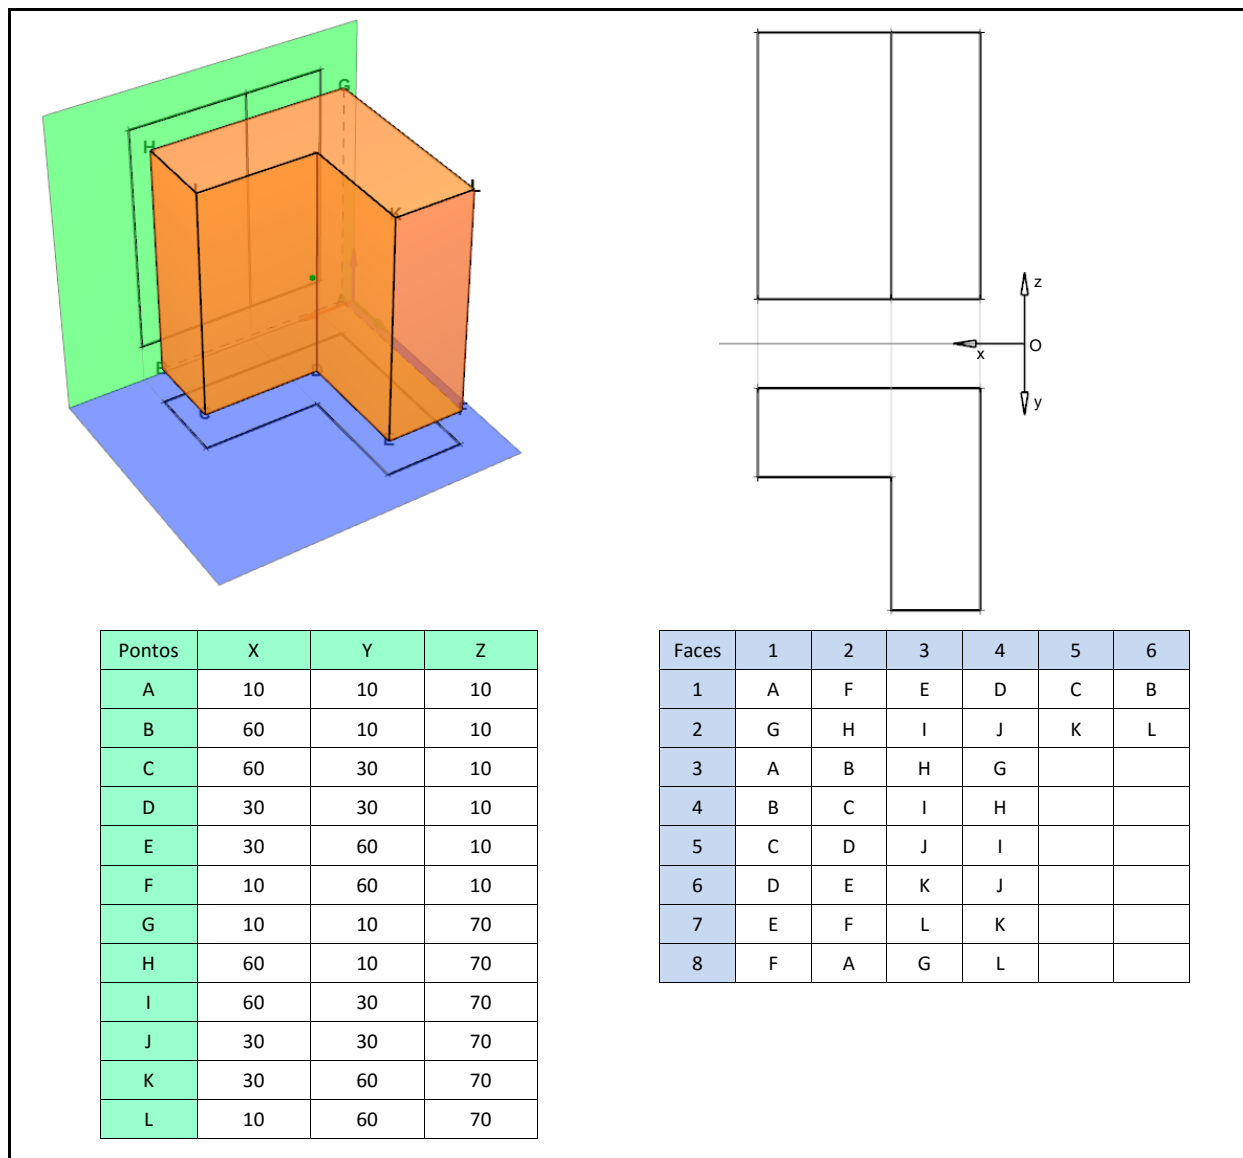 G
H
L
I
K
B
C
D
E
F
z
x
O
y
Pontos X Y Z
A 10 10 10
B 60 10 10
C 60 30 10
D 30 30 10
E 30 60 10
F 10 60 10
G 10 10 70
H 60 10 70
I 60 30 70
J 30 30 70
K 30 60 70
L 10 60 70
Faces 1 2 3 4 5 6
1 A F E D C B
2 G H I J K L
3 A B H G
4 B C I H
5 C D J I
6 D E K J
7 E F L K
8 F A G L